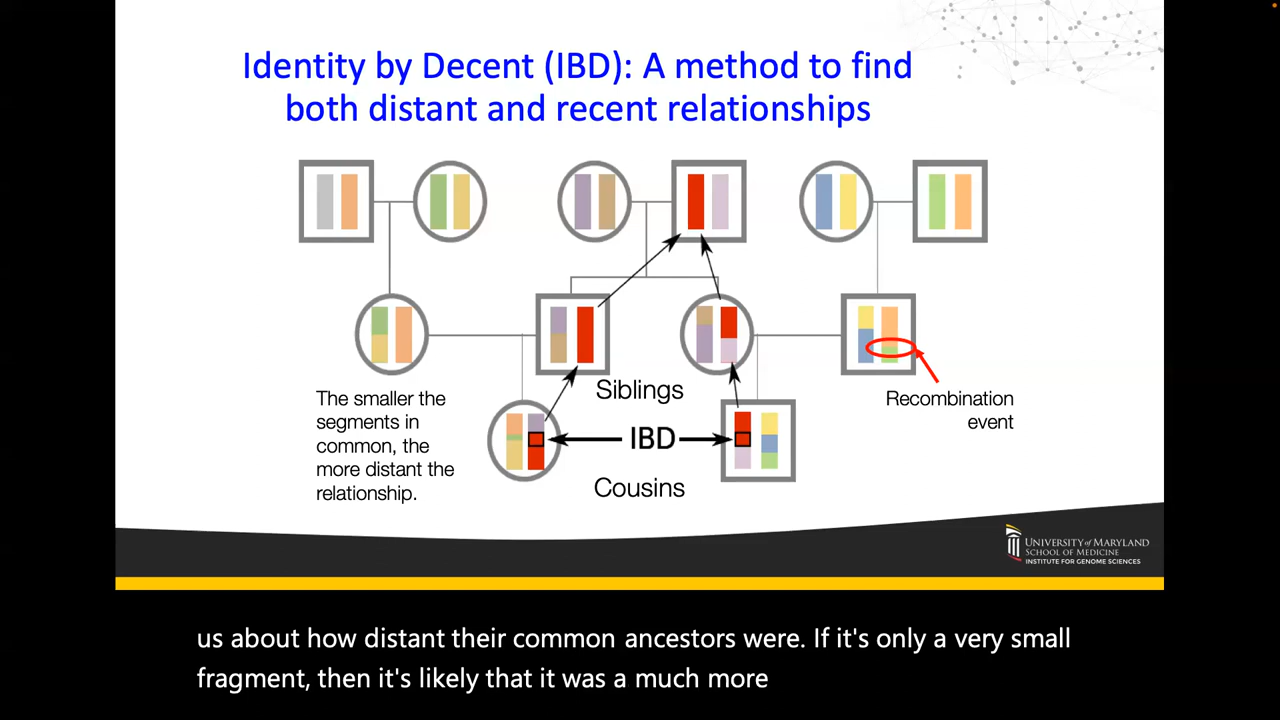 Identity by Decent (IBD): A method to find
both distant and recent relationships
The smaller the
segments in
common, the
more distant the
relationship.
Siblings
IBD
Cousins
Recombination
event
UNIVERSITY of MARYLAND
SCHOOL OF MEDICINE
INSTITUTE FOR GENOME SCIENCES
us about how distant their common ancestors were. If it's only a very small
fragment, then it's likely that it was a much more